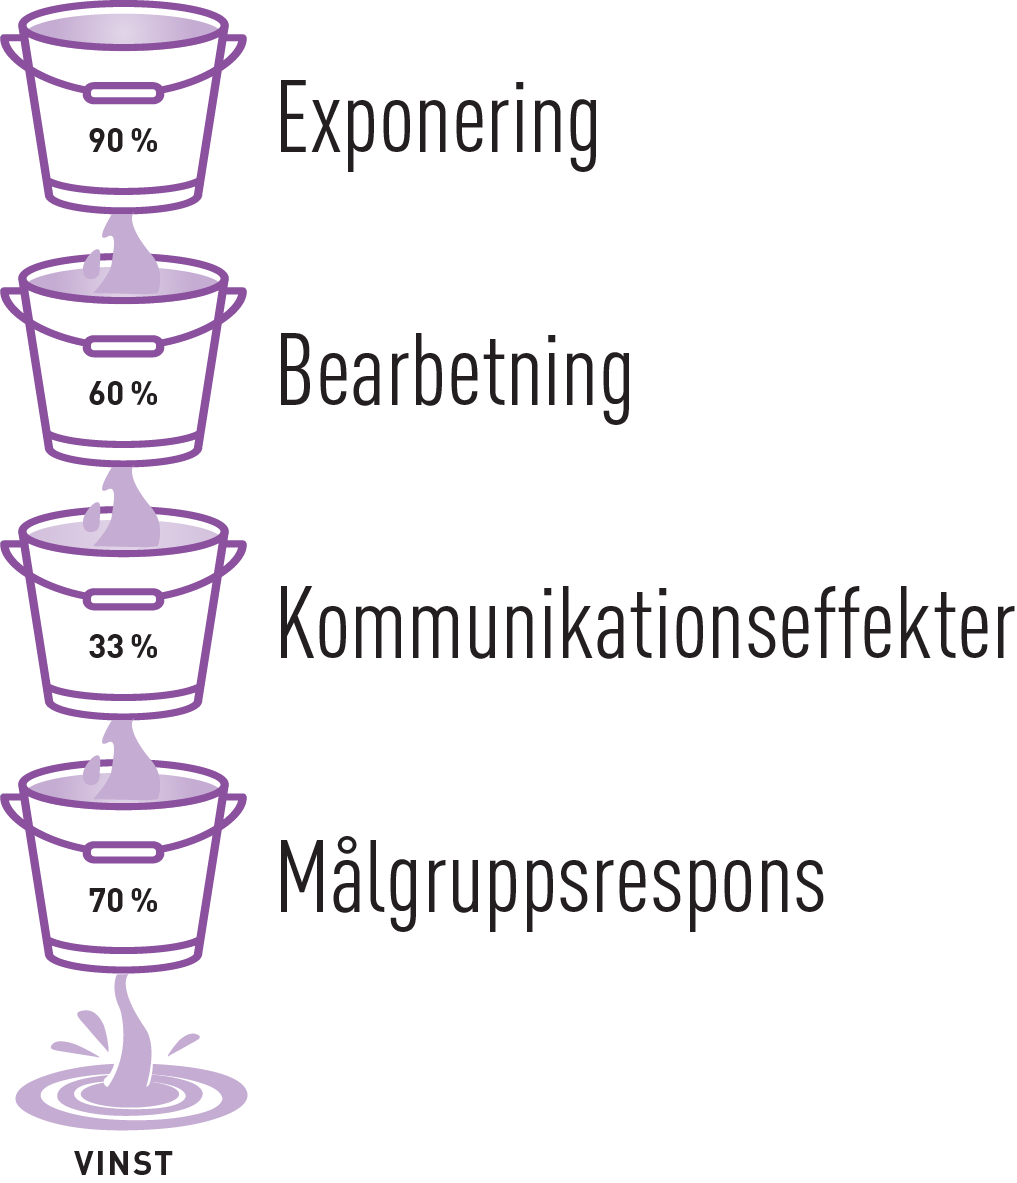 90 %
Exponering
60 %
Bearbetning
33 %
Kommunikationseffekter
70 %
Målgruppsrespons
VINST